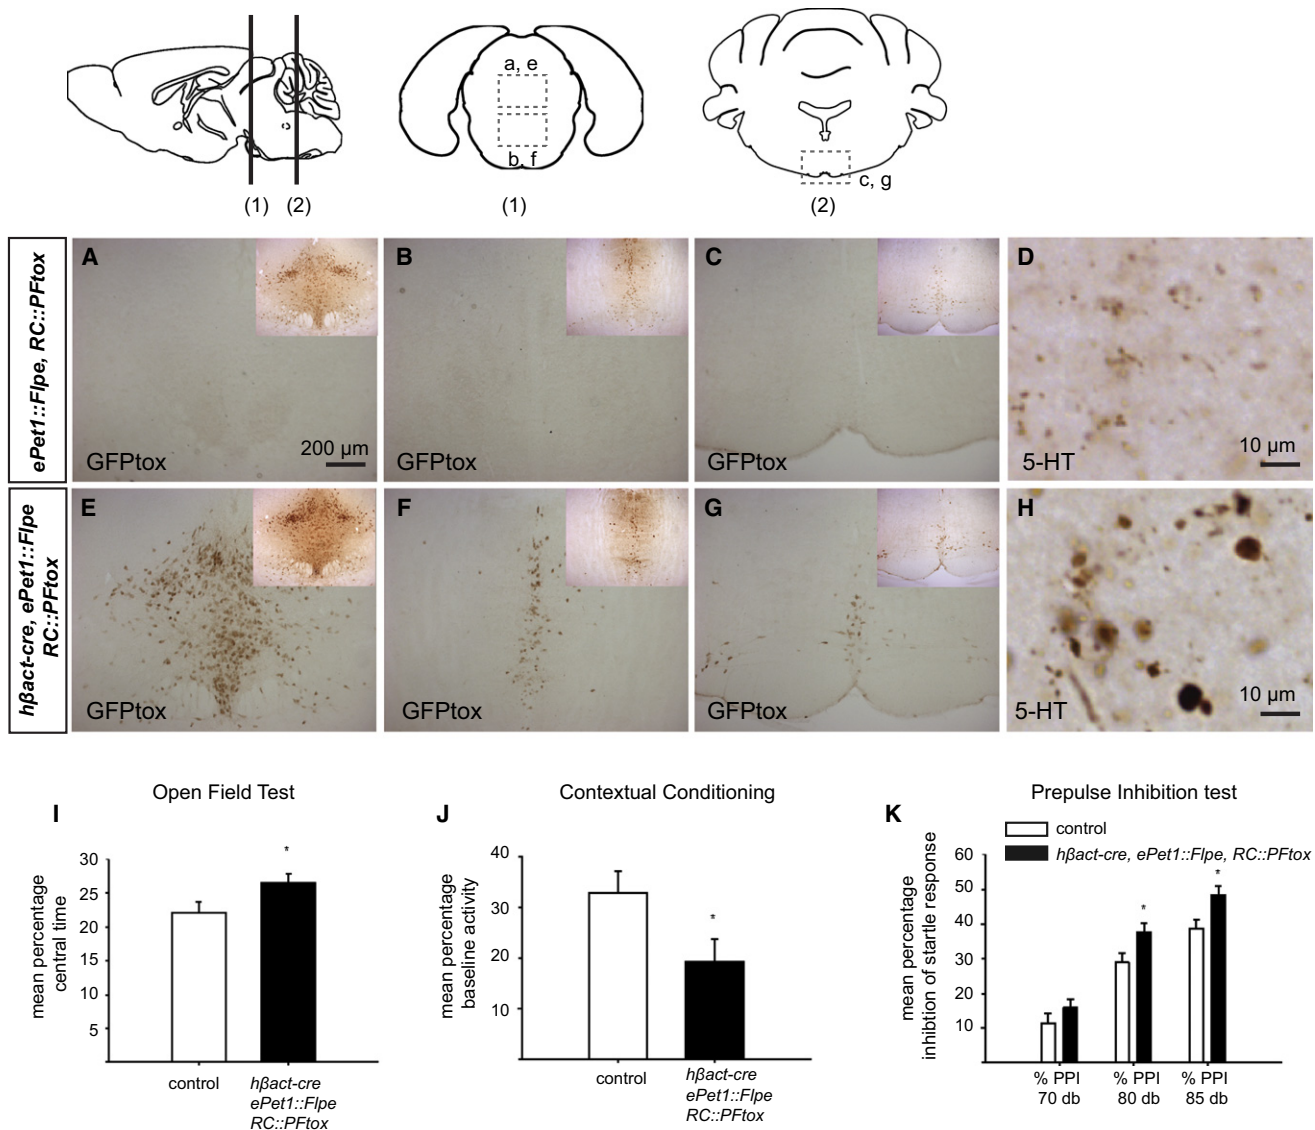 a, e
b, f
c, g
(1)
(2)
(1)
(2)
ePet1::Flpe, RC::PFtox
A
GFPtox
200 µm
B
GFPtox
C
GFPtox
D
5-HT
10 µm
hβact-cre, ePet1::Flpe
RC::PFtox
E
GFPtox
F
GFPtox
G
GFPtox
H
5-HT
10 µm
I
Open Field Test
mean percentage
central time
30
25
20
15
10
5
*
control
hβact-cre
ePet1::Flpe
RC::PFtox
J
Contextual Conditioning
mean percentage
baseline activity
40
30
20
10
*
control
hβact-cre
ePet1::Flpe
RC::PFtox
K
Prepulse Inhibition test
control
hβact-cre, ePet1::Flpe, RC::PFtox
mean percentage
inhibtion of startle response
60
50
40
30
20
10
*
*
% PPI
70 db
% PPI
80 db
% PPI
85 db